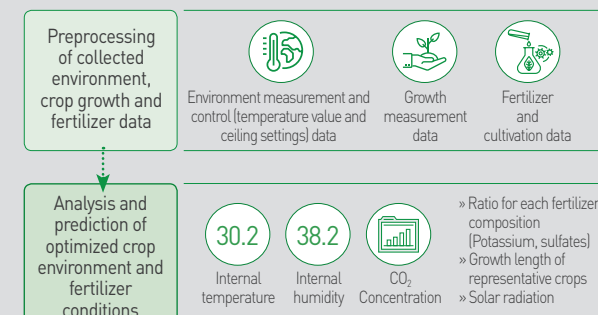 Preprocessing
of collected
environment,
crop growth and
fertilizer data
Environment measurement and
control (temperature value and
ceiling settings) data
Growth
measurement
data
Fertilizer
and
cultivation data
Analysis and
prediction of
optimized crop
environment and
fertilizer
conditions
30.2
Internal
temperature
38.2
Internal
humidity
CO₂
Concentration
» Ratio for each fertilizer
composition
(Potassium, sulfates)
» Growth length of
representative crops
» Solar radiation